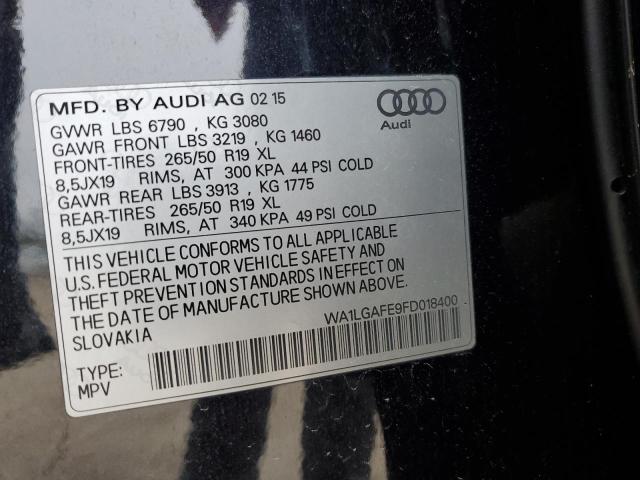 MFD. BY AUDI AG 02 15
GVWR LBS 6790 , KG 3080
GAWR FRONT LBS 3219 , KG 1460
FRONT-TIRES 265/50 R19 XL
8,5JX19 RIMS, AT 300 KPA 44 PSI COLD
GAWR REAR LBS 3913 , KG 1775
REAR-TIRES 265/50 R19 XL
8,5JX19 RIMS, AT 340 KPA 49 PSI COLD
Audi
THIS VEHICLE CONFORMS TO ALL APPLICABLE
U.S. FEDERAL MOTOR VEHICLE SAFETY AND
THEFT PREVENTION STANDARDS IN EFFECT ON
THE DATE OF MANUFACTURE SHOWN ABOVE.
SLOVAKIA
WA1LGAFE9FD018400
TYPE:
MPV